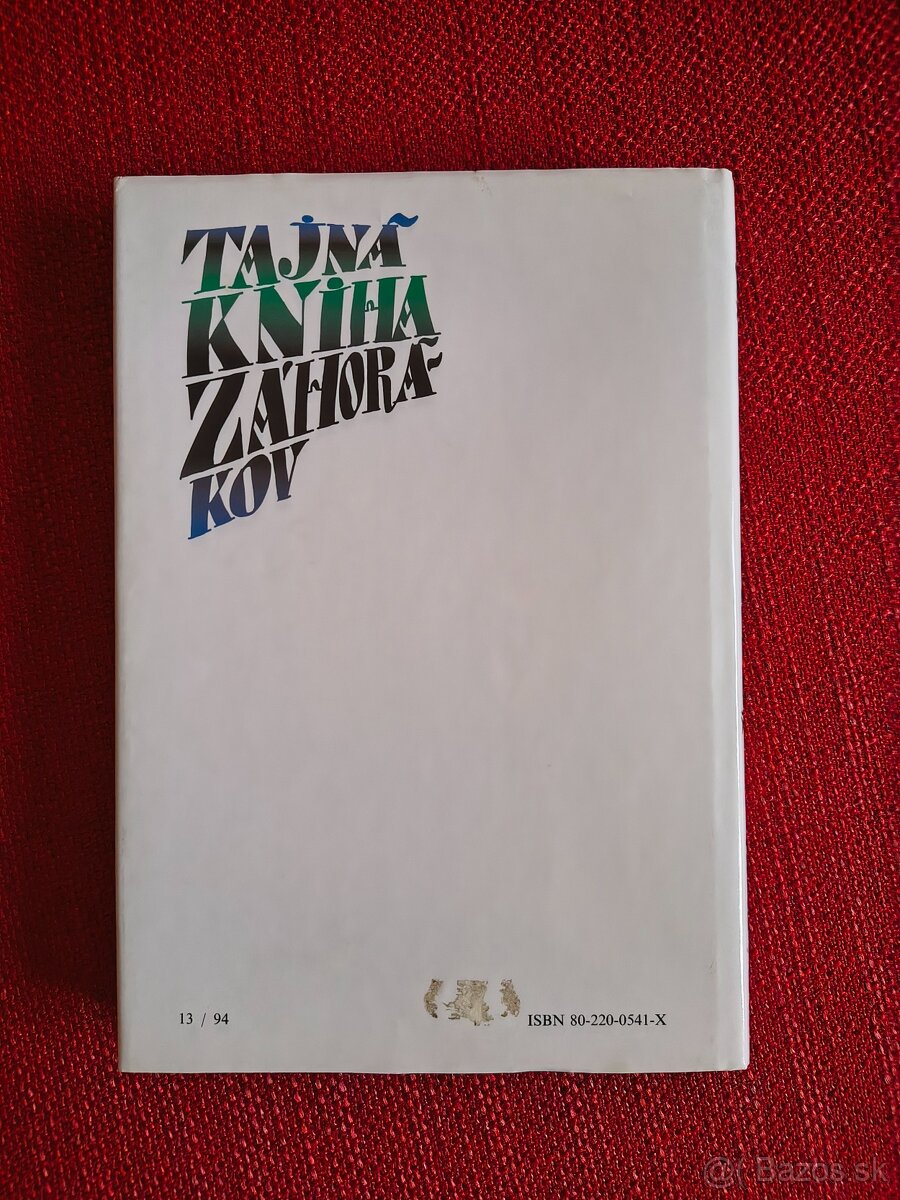 TAJNÁ
KNIHA
ZÁHORÁ-
KOV
13 / 94
ISBN 80-220-0541-X
Bazos.sk